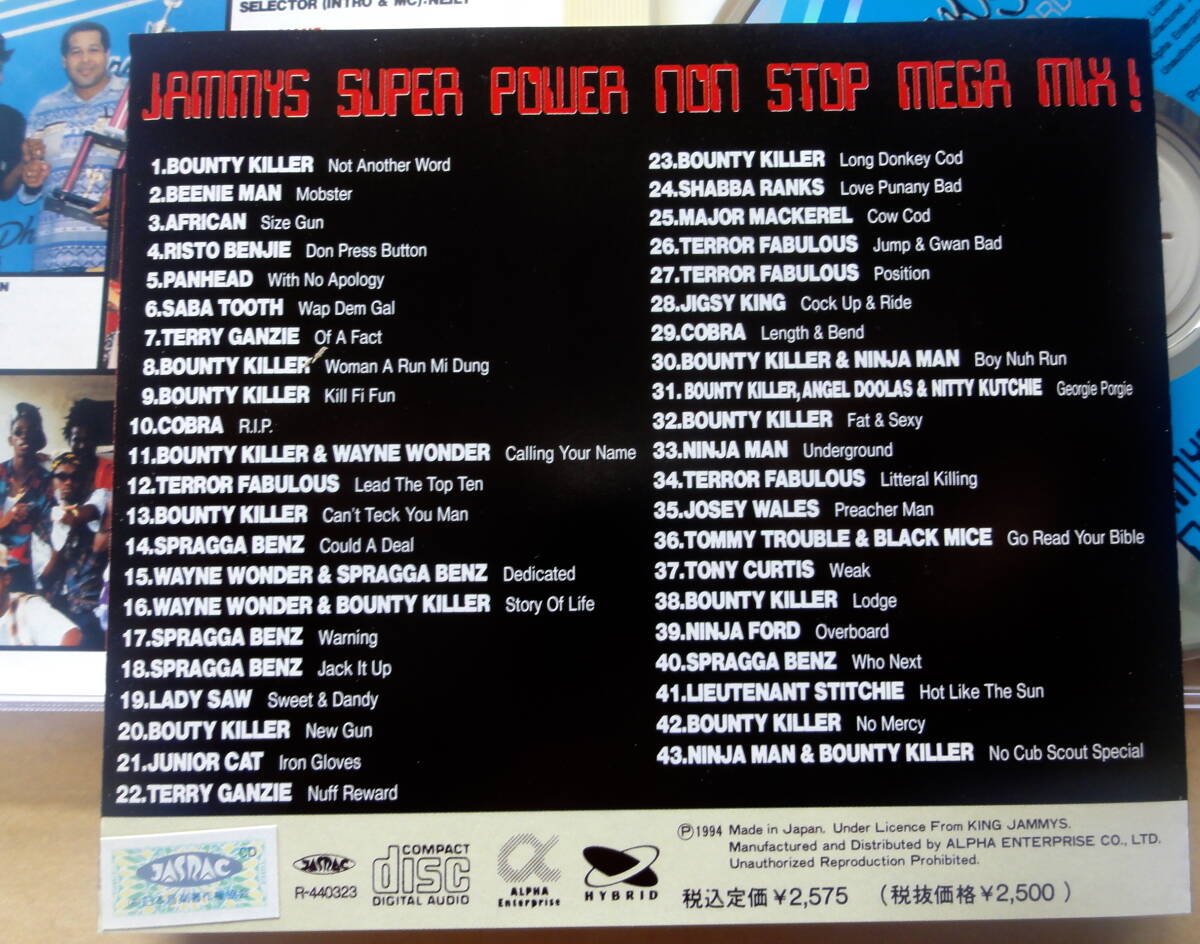 SELECTOR (INTRO & MC):
JAMMYS SUPER POWER NON STOP MEGA MIX!
1.BOUNTY KILLER Not Another Word
2.BEENIE MAN Mobster
3.AFRICAN Size Gun
4.RISTO BENJIE Don Press Button
5.PANHEAD With No Apology
6.SABA TOOTH Wap Dem Gal
7.TERRY GANZIE Of A Fact
8.BOUNTY KILLER Woman A Run Mi Dung
9.BOUNTY KILLER Kill Fi Fun
10.COBRA R.I.P.
11.BOUNTY KILLER & WAYNE WONDER Calling Your Name
12.TERROR FABULOUS Lead The Top Ten
13.BOUNTY KILLER Can't Teck You Man
14.SPRAGGA BENZ Could A Deal
15.WAYNE WONDER & SPRAGGA BENZ Dedicated
16.WAYNE WONDER & BOUNTY KILLER Story Of Life
17.SPRAGGA BENZ Warning
18.SPRAGGA BENZ Jack It Up
19.LADY SAW Sweet & Dandy
20.BOUTY KILLER New Gun
21.JUNIOR CAT Iron Gloves
22.TERRY GANZIE Nuff Reward
23.BOUNTY KILLER Long Donkey Cod
24.SHABBA RANKS Love Punany Bad
25.MAJOR MACKEREL Cow Cod
26.TERROR FABULOUS Jump & Gwan Bad
27.TERROR FABULOUS Position
28.JIGSY KING Cock Up & Ride
29.COBRA Length & Bend
30.BOUNTY KILLER & NINJA MAN Boy Nuh Run
31.BOUNTY KILLER, ANGEL DOOLAS & NITTY KUTCHIE Georgie Porgie
32.BOUNTY KILLER Fat & Sexy
33.NINJA MAN Underground
34.TERROR FABULOUS Litteral Killing
35.JOSEY WALES Preacher Man
36.TOMMY TROUBLE & BLACK MICE Go Read Your Bible
37.TONY CURTIS Weak
38.BOUNTY KILLER Lodge
39.NINJA FORD Overboard
40.SPRAGGA BENZ Who Next
41.LIEUTENANT STITCHIE Hot Like The Sun
42.BOUNTY KILLER No Mercy
43.NINJA MAN & BOUNTY KILLER No Cub Scout Special
CD
JASRAC
JASRAC
R-440323
COMPACT
disc
DIGITAL AUDIO
ALPHA
Enterprise
HYBRID
Ⓟ1994 Made in Japan. Under Licence From KING JAMMYS.
Manufactured and Distributed by ALPHA ENTERPRISE CO., LTD.
Unauthorized Reproduction Prohibited.
税込定価¥2,575 (税抜価格¥2,500)